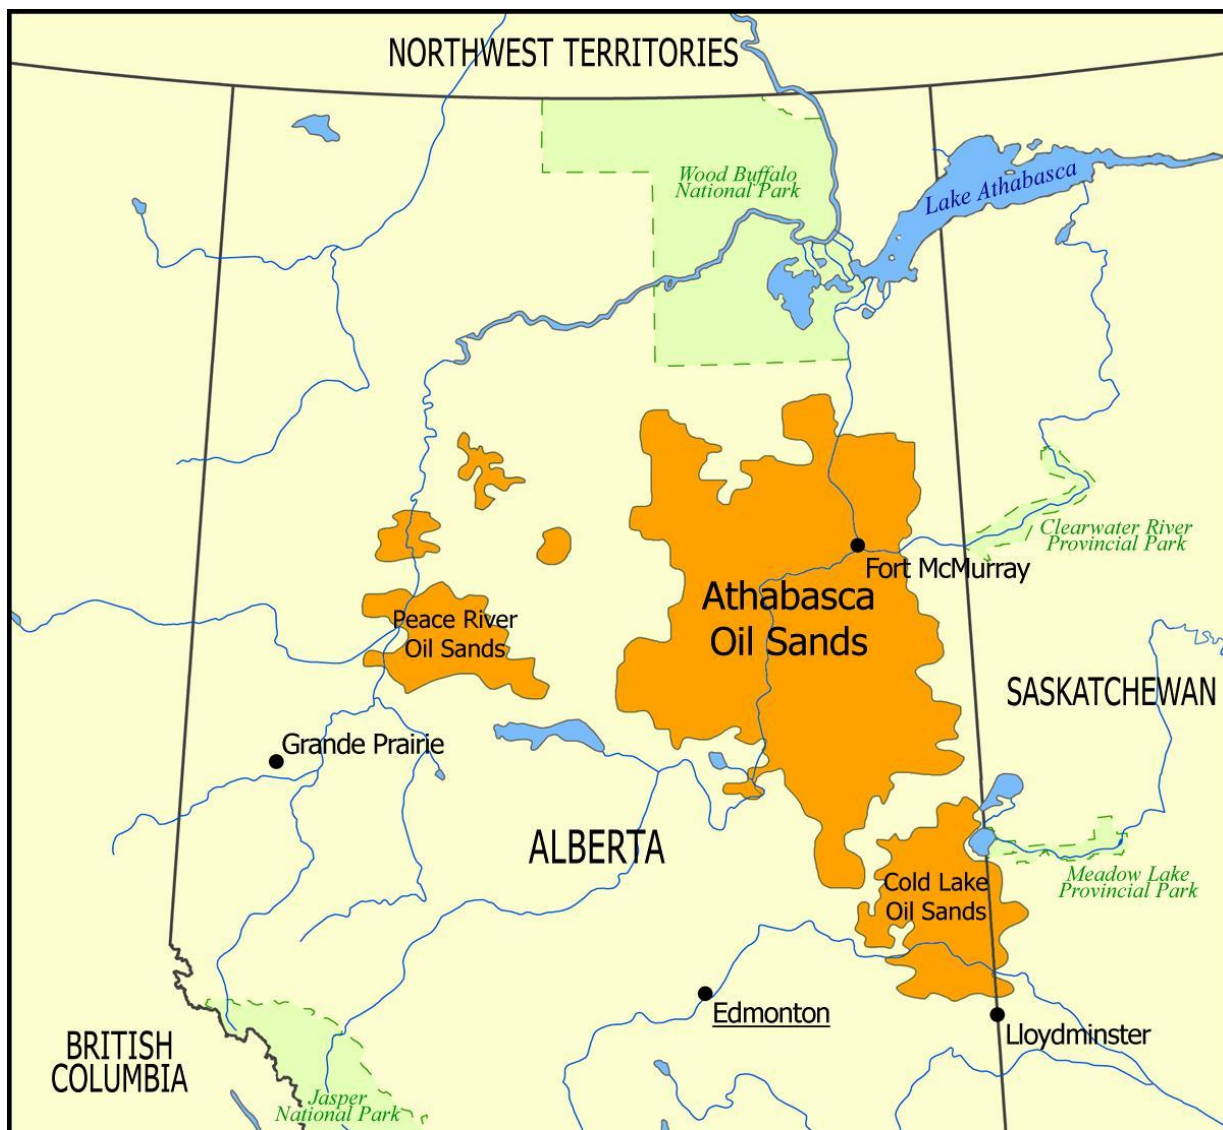 NORTHWEST TERRITORIES
Wood Buffalo
National Park
Lake Athabasca
Clearwater River
Provincial Park
Fort McMurray
Athabasca
Oil Sands
Peace River
Oil Sands
SASKATCHEWAN
Grande Prairie
ALBERTA
Meadow Lake
Provincial Park
Cold Lake
Oil Sands
Edmonton
Lloydminster
BRITISH
COLUMBIA
Jasper
National Park